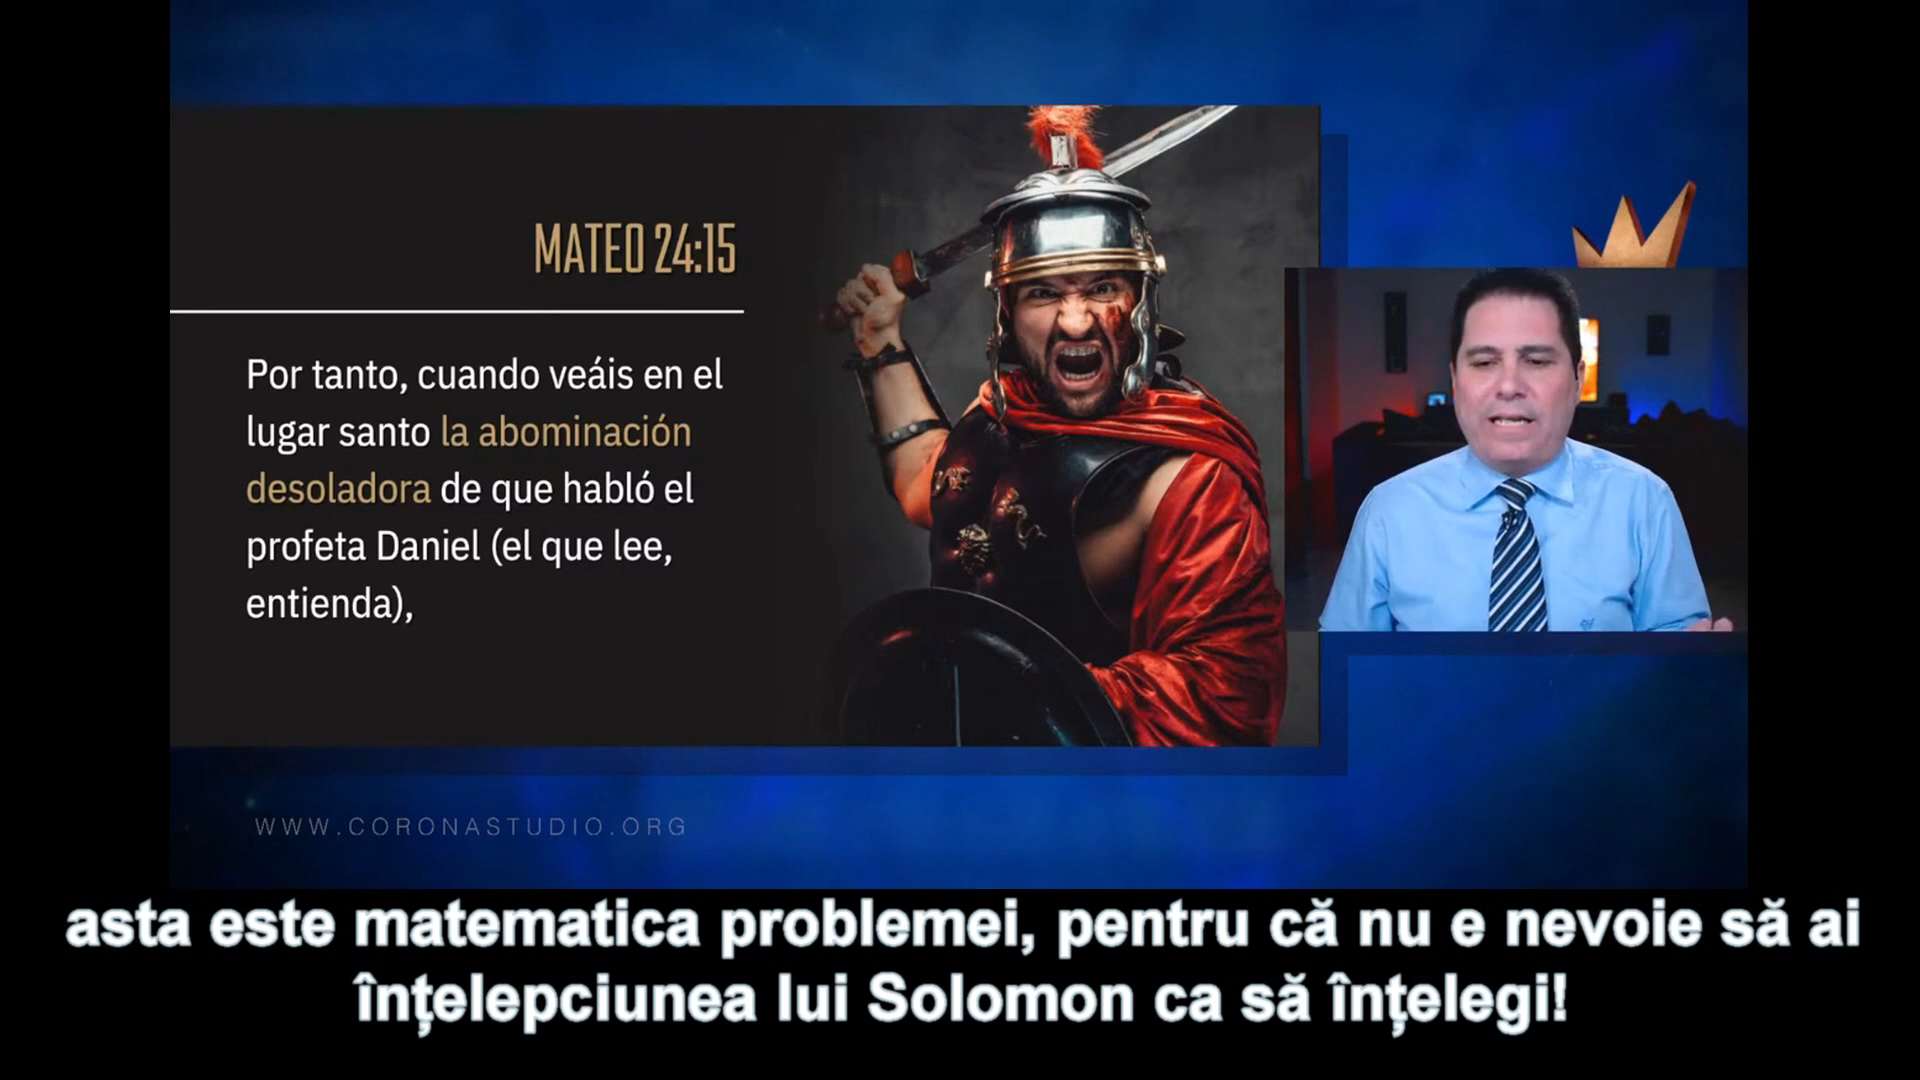 MATEO 24:15
Por tanto, cuando veáis en el
lugar santo la abominación
desoladora de que habló el
profeta Daniel (el que lee,
entienda),
WWW.CORONASTUDIO.ORG
asta este matematica problemei, pentru că nu e nevoie să ai
înțelepciunea lui Solomon ca să înțelegi!